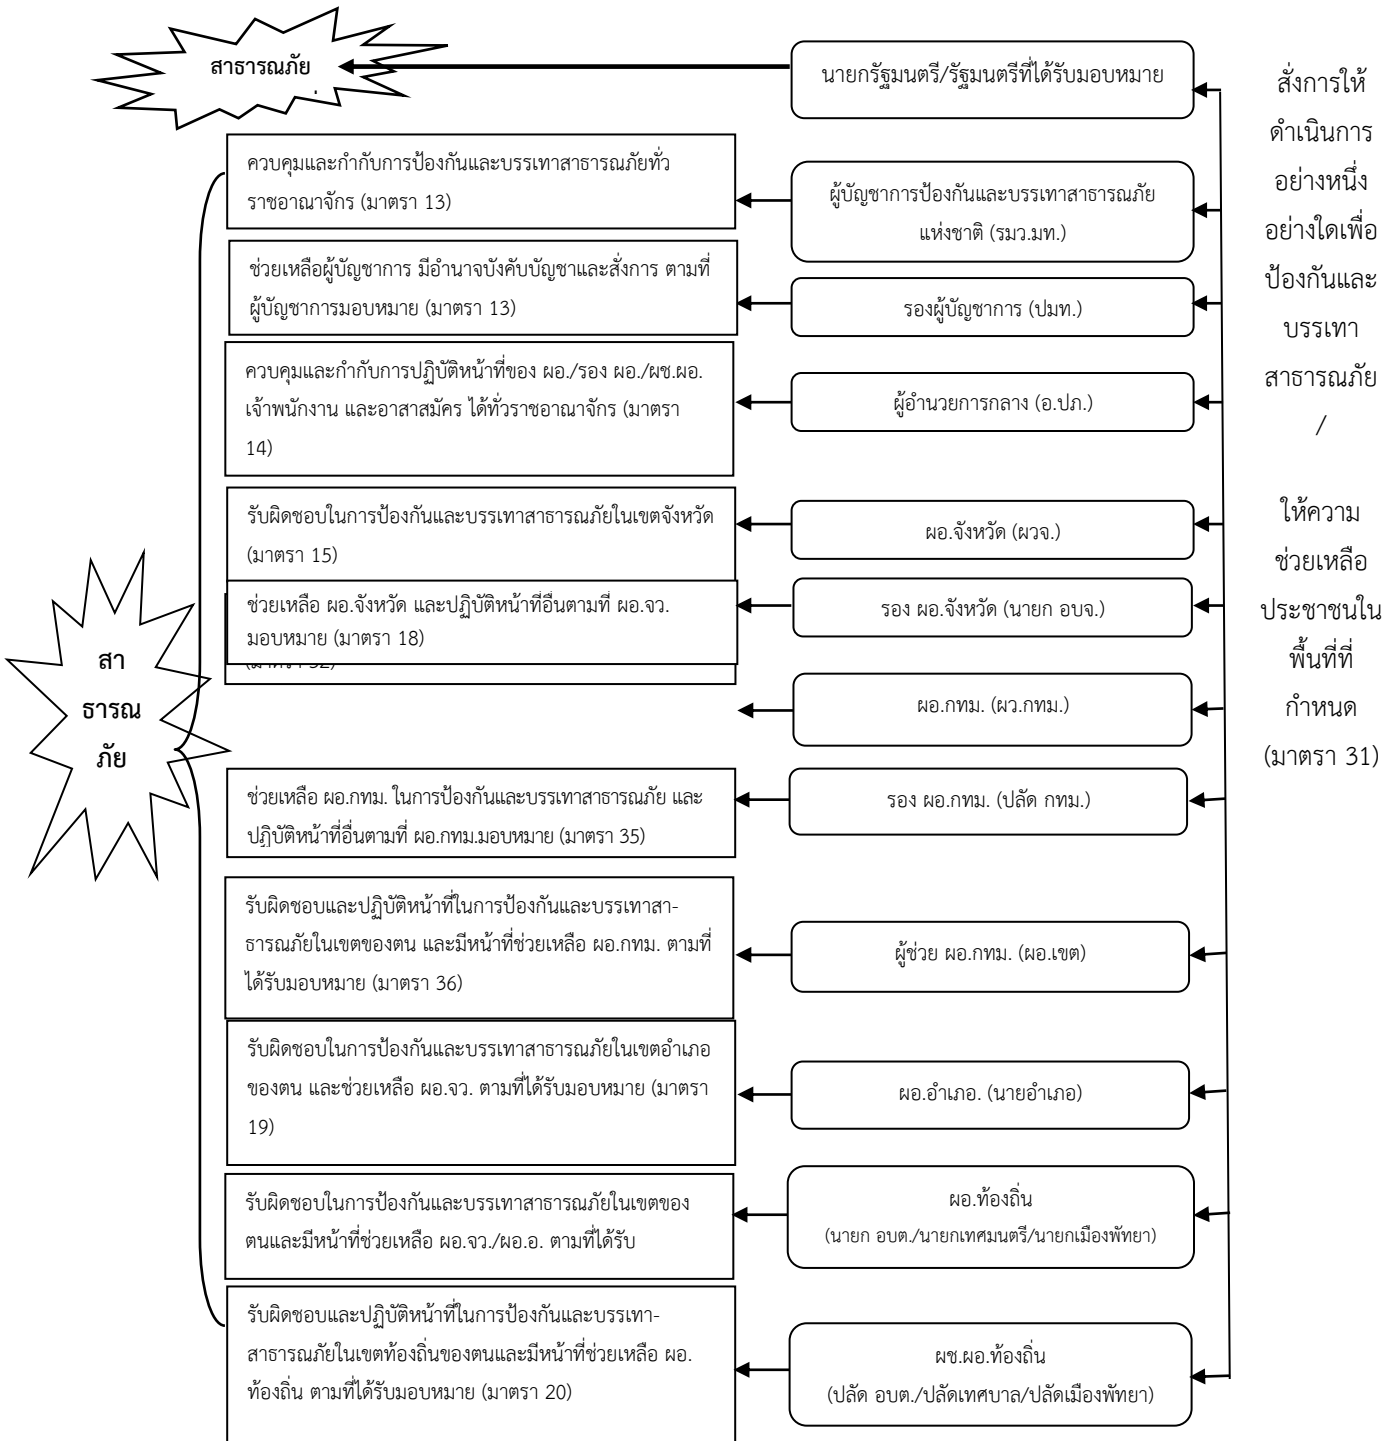 สาธารณภัย
นายกรัฐมนตรี/รัฐมนตรีที่ได้รับมอบหมาย
ควบคุมและกำกับการป้องกันและบรรเทาสาธารณภัยทั่ว
ราชอาณาจักร (มาตรา 13)
ผู้บัญชาการป้องกันและบรรเทาสาธารณภัย
แห่งชาติ (รมว.มท.)
ช่วยเหลือผู้บัญชาการ มีอำนาจบังคับบัญชาและสั่งการ ตามที่
ผู้บัญชาการมอบหมาย (มาตรา 13)
รองผู้บัญชาการ (ปมท.)
ควบคุมและกำกับการปฏิบัติหน้าที่ของ ผอ./รอง ผอ./ผช.ผอ.
เจ้าพนักงาน และอาสาสมัคร ได้ทั่วราชอาณาจักร (มาตรา
14)
ผู้อำนวยการกลาง (อ.ปภ.)
รับผิดชอบในการป้องกันและบรรเทาสาธารณภัยในเขตจังหวัด
(มาตรา 15)
ผอ.จังหวัด (ผวจ.)
ช่วยเหลือ ผอ.จังหวัด และปฏิบัติหน้าที่อื่นตามที่ ผอ.จว.
มอบหมาย (มาตรา 18)
รอง ผอ.จังหวัด (นายก อบจ.)
ผอ.กทม. (ผว.กทม.)
ช่วยเหลือ ผอ.กทม. ในการป้องกันและบรรเทาสาธารณภัย และ
ปฏิบัติหน้าที่อื่นตามที่ ผอ.กทม.มอบหมาย (มาตรา 35)
รอง ผอ.กทม. (ปลัด กทม.)
รับผิดชอบและปฏิบัติหน้าที่ในการป้องกันและบรรเทาสา-
ธารณภัยในเขตของตน และมีหน้าที่ช่วยเหลือ ผอ.กทม. ตามที่
ได้รับมอบหมาย (มาตรา 36)
ผู้ช่วย ผอ.กทม. (ผอ.เขต)
รับผิดชอบในการป้องกันและบรรเทาสาธารณภัยในเขตอำเภอ
ของตน และช่วยเหลือ ผอ.จว. ตามที่ได้รับมอบหมาย (มาตรา
19)
ผอ.อำเภอ. (นายอำเภอ)
รับผิดชอบในการป้องกันและบรรเทาสาธารณภัยในเขตของ
ตนและมีหน้าที่ช่วยเหลือ ผอ.จว./ผอ.อ. ตามที่ได้รับ
ผอ.ท้องถิ่น
(นายก อบต./นายกเทศมนตรี/นายกเมืองพัทยา)
รับผิดชอบและปฏิบัติหน้าที่ในการป้องกันและบรรเทา-
สาธารณภัยในเขตท้องถิ่นของตนและมีหน้าที่ช่วยเหลือ ผอ.
ท้องถิ่น ตามที่ได้รับมอบหมาย (มาตรา 20)
ผช.ผอ.ท้องถิ่น
(ปลัด อบต./ปลัดเทศบาล/ปลัดเมืองพัทยา)
สา
ธารณ
ภัย
สั่งการให้
ดำเนินการ
อย่างหนึ่ง
อย่างใดเพื่อ
ป้องกันและ
บรรเทา
สาธารณภัย
/
ให้ความ
ช่วยเหลือ
ประชาชนใน
พื้นที่ที่
กำหนด
(มาตรา 31)